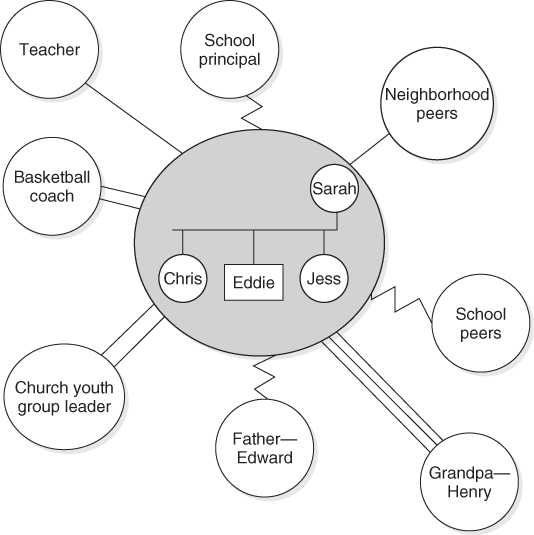 Teacher
School
principal
Neighborhood
peers
Basketball
coach
Sarah
Chris
Eddie
Jess
School
peers
Church youth
group leader
Father—
Edward
Grandpa—
Henry